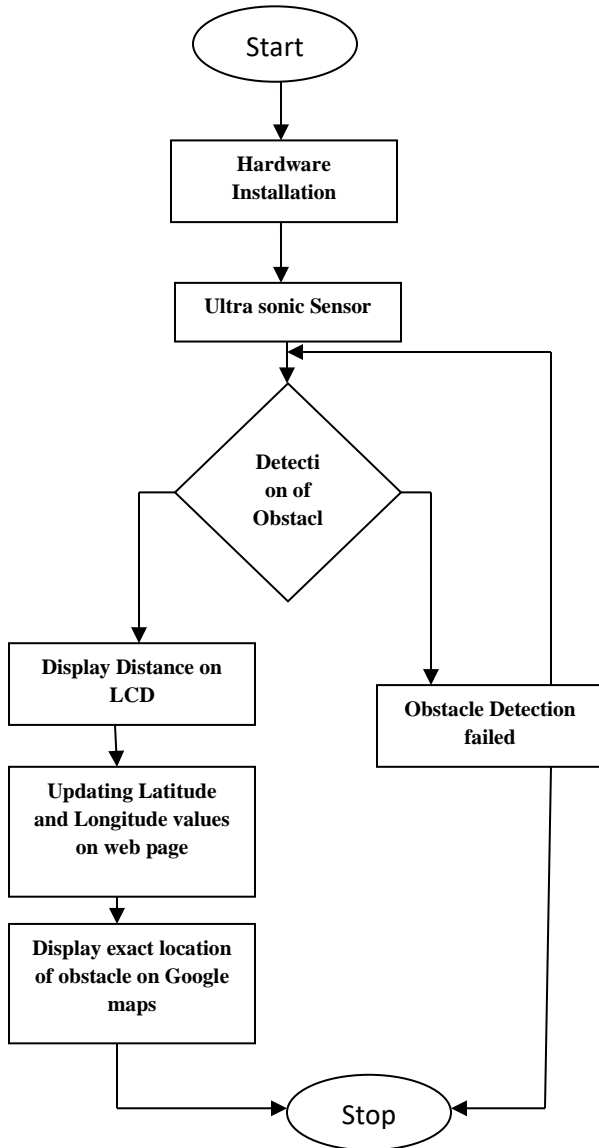 Start
Hardware
Installation
Ultra sonic Sensor
Detecti
on of
Obstacl
Display Distance on
LCD
Obstacle Detection
failed
Updating Latitude
and Longitude values
on web page
Display exact location
of obstacle on Google
maps
Stop